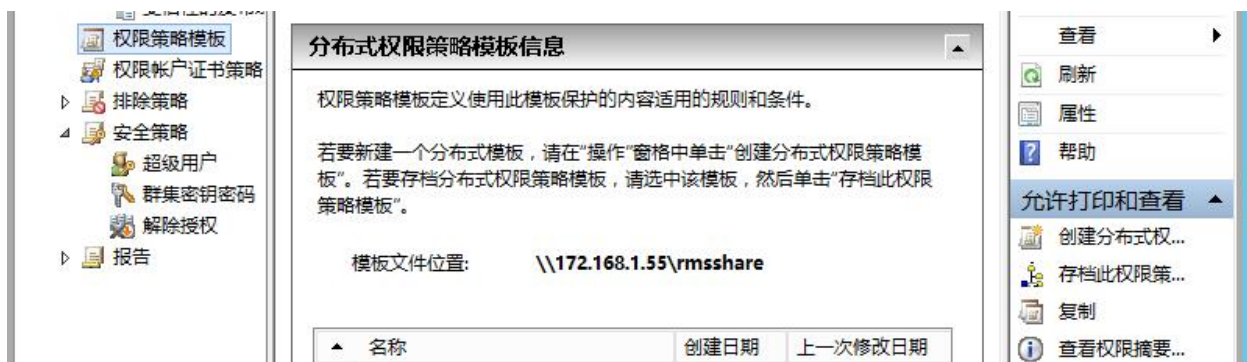 权限策略模板
权限帐户证书策略
排除策略
安全策略
超级用户
群集密钥密码
解除授权
报告
分布式权限策略模板信息
权限策略模板定义使用此模板保护的内容适用的规则和条件。
若要新建一个分布式模板，请在“操作”窗格中单击“创建分布式权限策略模
板”。若要存档分布式权限策略模板，请选中该模板，然后单击“存档此权限
策略模板”。
模板文件位置: \\172.168.1.55\rmsshare
名称 创建日期 上一次修改日期
查看
刷新
属性
帮助
允许打印和查看
创建分布式权...
存档此权限策...
复制
查看权限摘要...